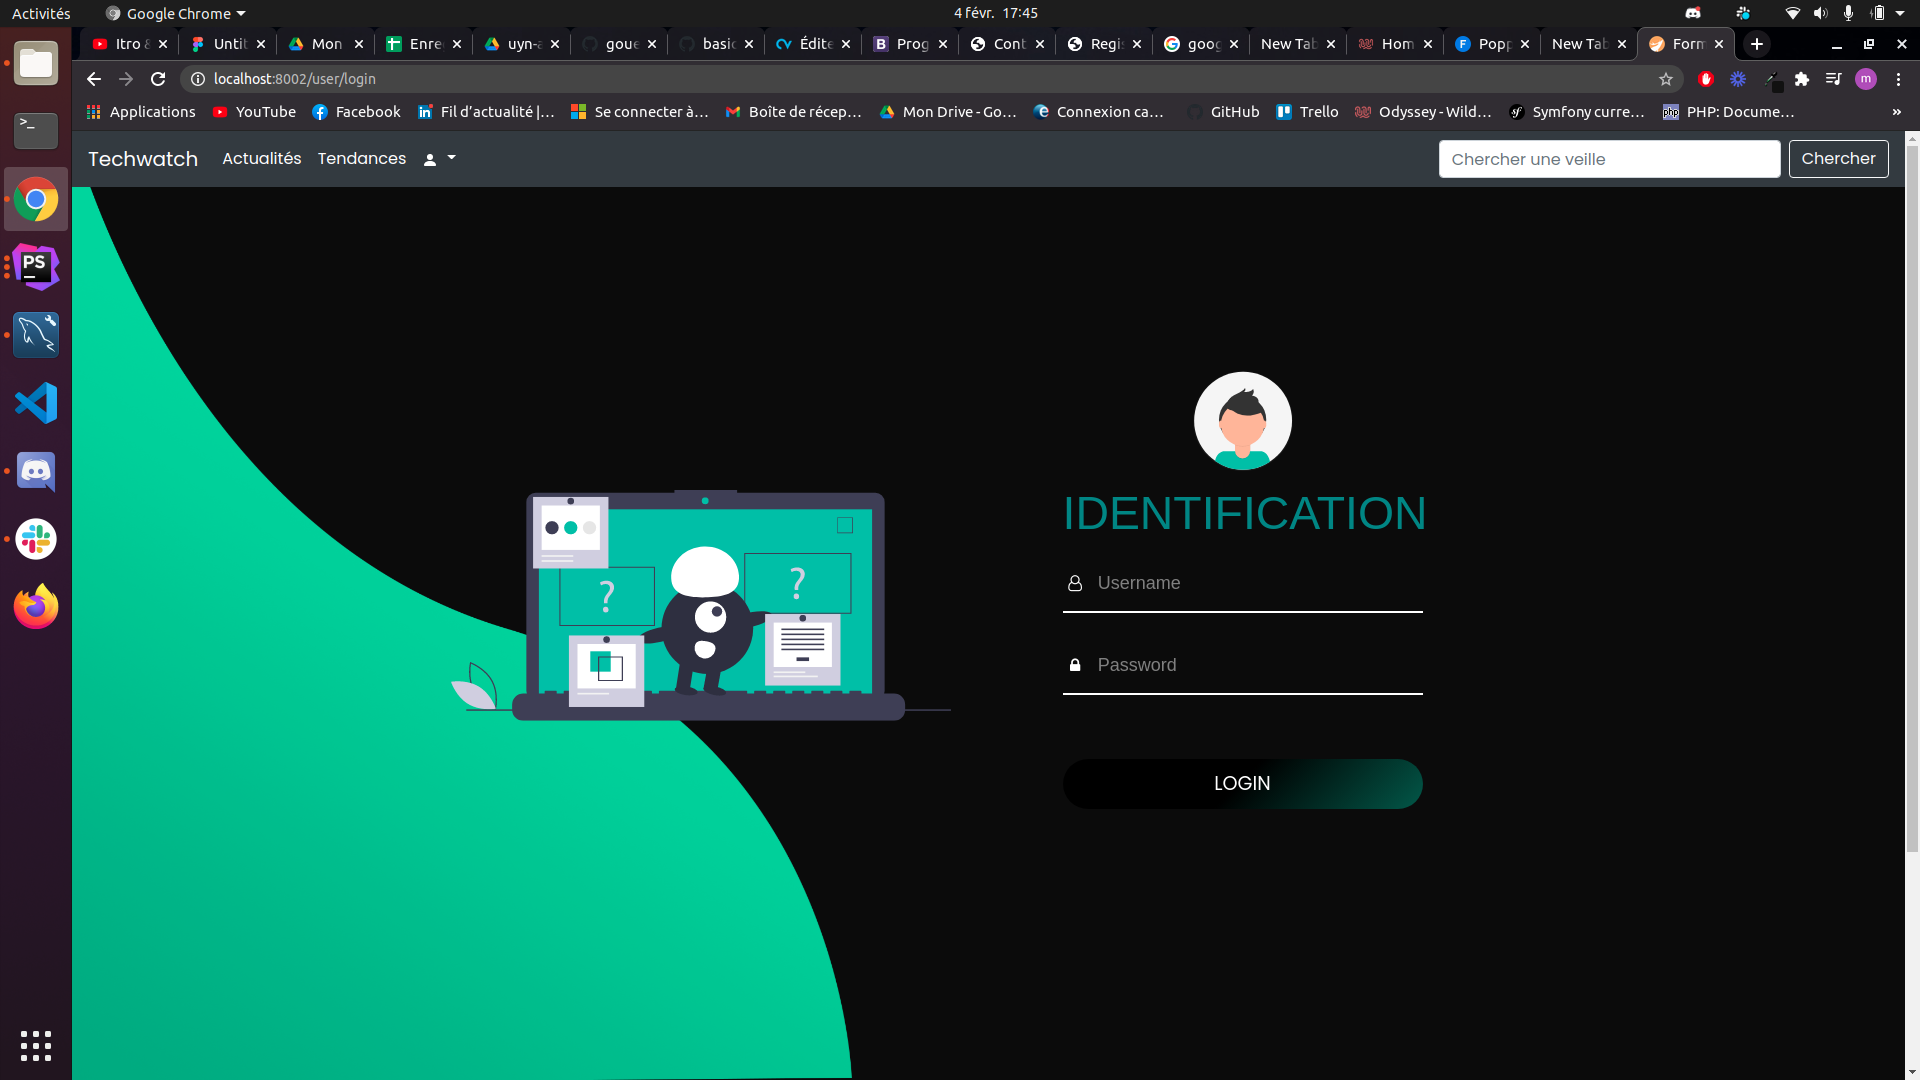 Activités
Google Chrome
4 févr. 17:45
Itro &
Untit
Mon
Enre
uyn-a
goue
basic
Édite
Prog
Cont
Regis
goog
New Tab
Hom
Popp
New Tab
Form
localhost:8002/user/login
m
Applications
YouTube
Facebook
Fil d'actualité |…
Se connecter à…
Boîte de récep…
Mon Drive - Go…
Connexion ca…
GitHub
Trello
Odyssey - Wild…
Symfony curre…
PHP: Docume…
»
Techwatch
Actualités
Tendances
Chercher une veille
Chercher
PS
? ?
IDENTIFICATION
Username
Password
LOGIN